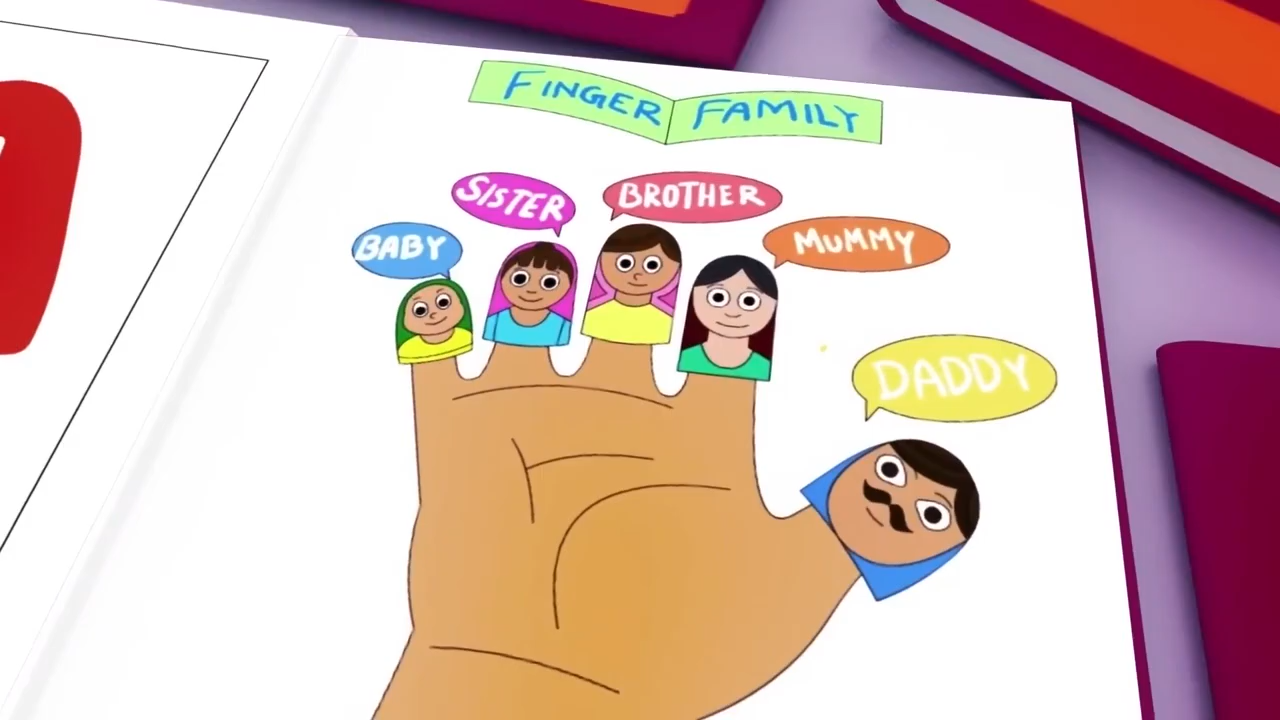 FINGER FAMILY
SISTER
BROTHER
BABY
MUMMY
DADDY